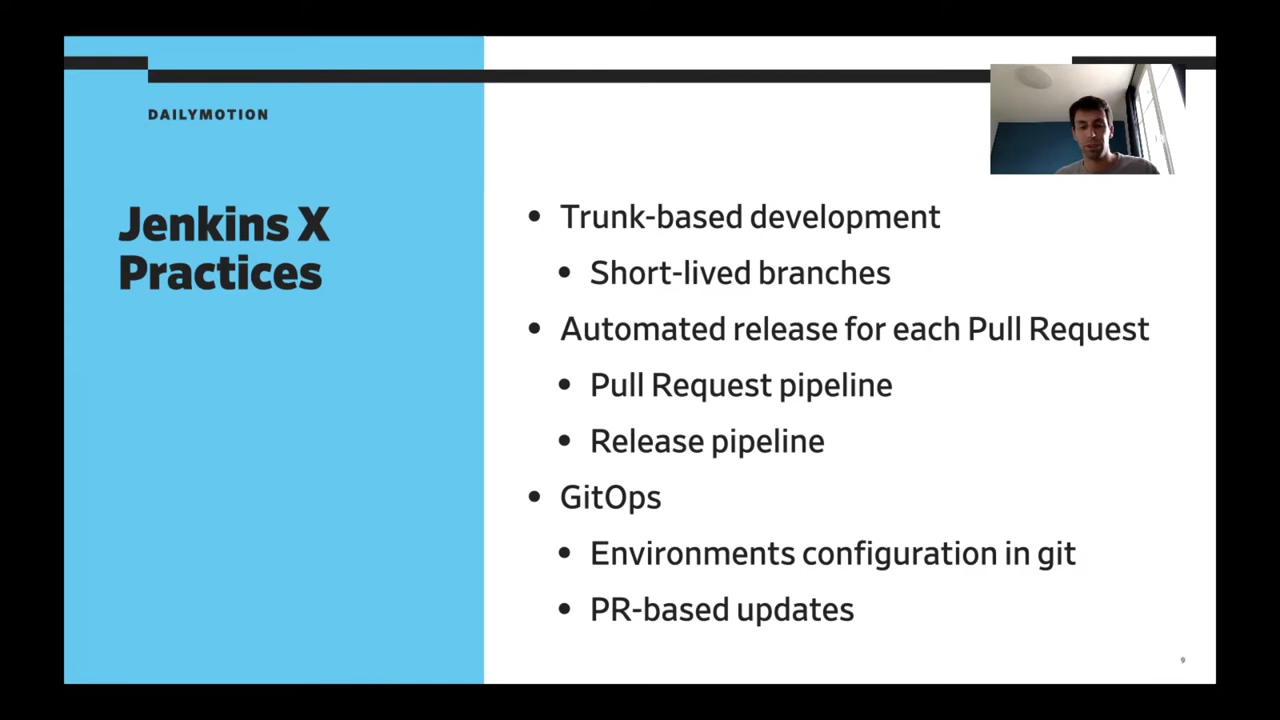 DAILYMOTION
Jenkins X
Practices
• Trunk-based development
• Short-lived branches
• Automated release for each Pull Request
• Pull Request pipeline
• Release pipeline
• GitOps
• Environments configuration in git
• PR-based updates
9